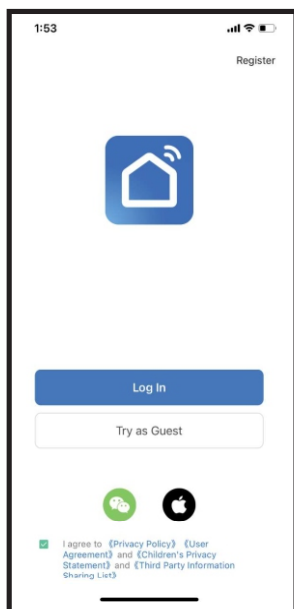 1:53
Register
Log In
Try as Guest
I agree to 《Privacy Policy》 《User
Agreement》 and 《Children's Privacy
Statement》 and 《Third Party Information
Sharing List》